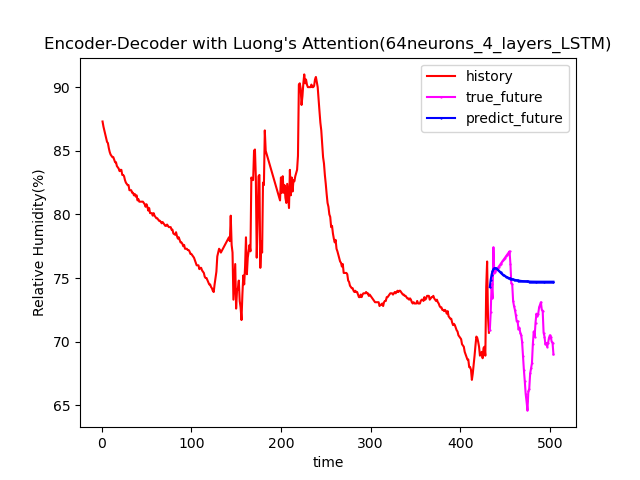 Encoder-Decoder with Luong's Attention(64neurons_4_layers_LSTM)
history
true_future
predict_future
90
85
80
75
70
65
Relative Humidity(%)
0 100 200 300 400 500
time